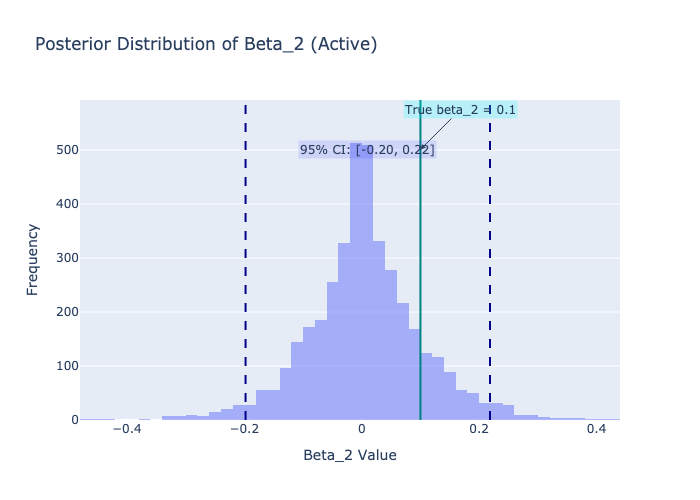 Posterior Distribution of Beta_2 (Active)
True beta_2 = 0.1
95% CI: [-0.20, 0.22]
500
400
300
200
100
0
Frequency
−0.4
−0.2
0
0.2
0.4
Beta_2 Value